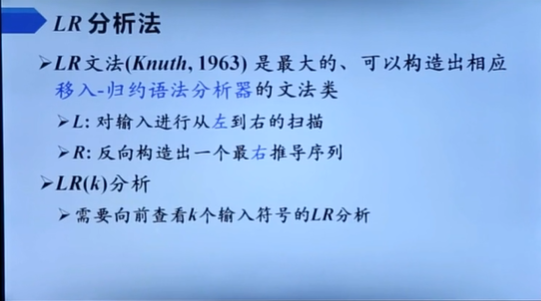 LR 分析法
➢LR文法(Knuth, 1963) 是最大的、可以构造出相应
移入-归约语法分析器的文法类
➢L: 对输入进行从左到右的扫描
➢R: 反向构造出一个最右推导序列
➢LR(k)分析
➢需要向前查看k个输入符号的LR分析